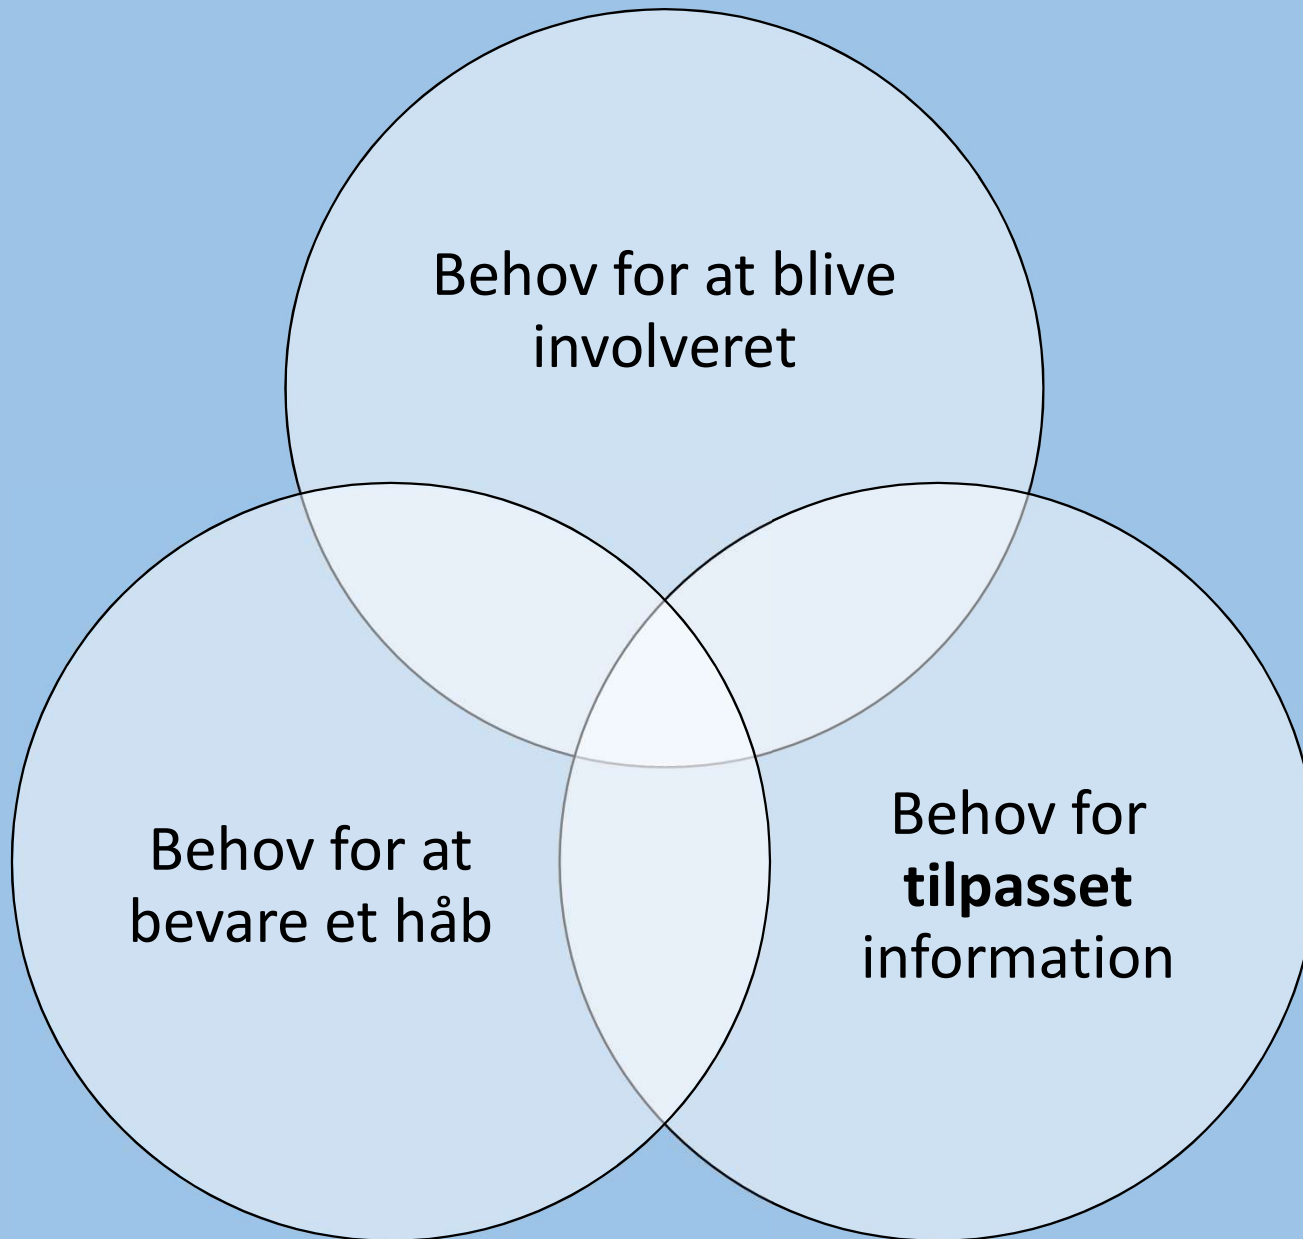 Behov for at blive
involveret
Behov for at
bevare et håb
Behov for
tilpasset
information